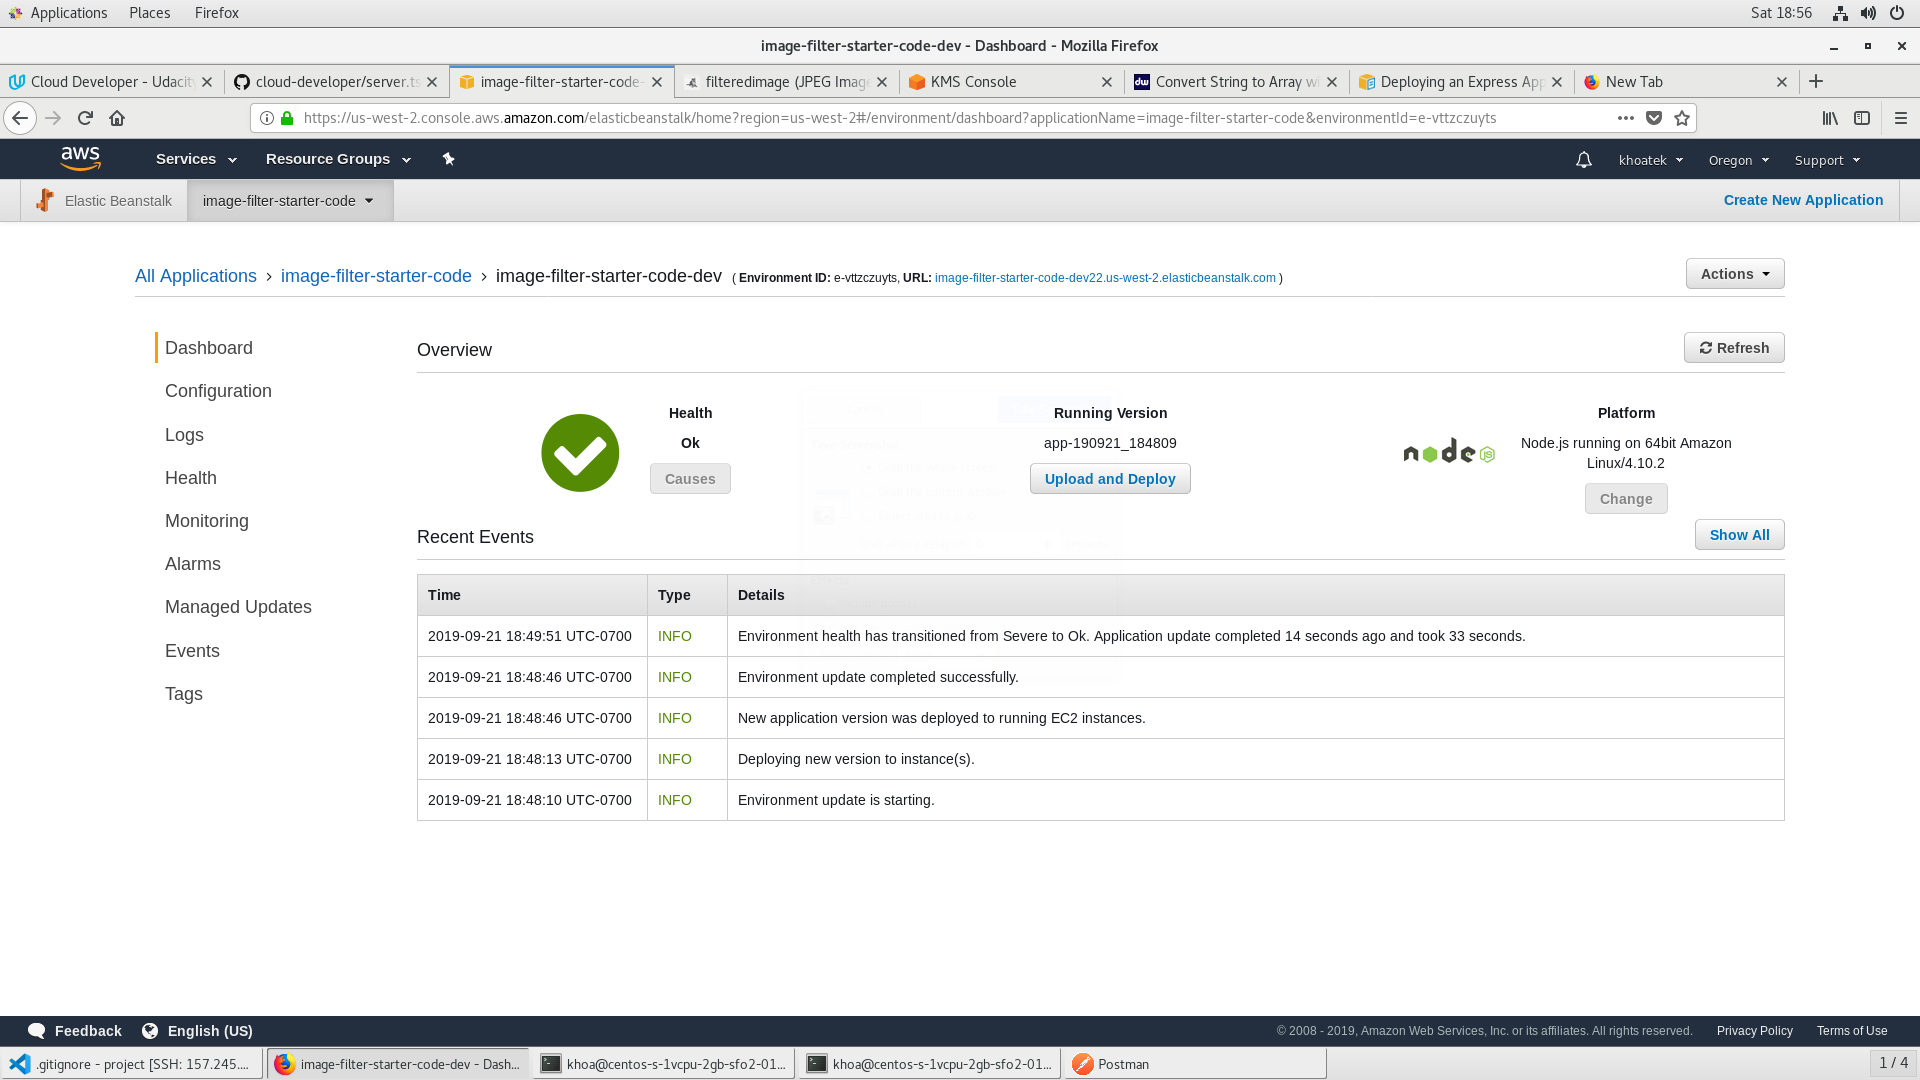 Applications Places Firefox Sat 18:56
image-filter-starter-code-dev - Dashboard - Mozilla Firefox
Cloud Developer - Udacit cloud-developer/server.ts image-filter-starter-code- filteredimage (JPEG Imag KMS Console Convert String to Array wi Deploying an Express App New Tab
https://us-west-2.console.aws.amazon.com/elasticbeanstalk/home?region=us-west-2#/environment/dashboard?applicationName=image-filter-starter-code&environmentId=e-vttzczuyts
aws Services Resource Groups khoatek Oregon Support
Elastic Beanstalk image-filter-starter-code Create New Application
All Applications > image-filter-starter-code > image-filter-starter-code-dev ( Environment ID: e-vttzczuyts, URL: image-filter-starter-code-dev22.us-west-2.elasticbeanstalk.com ) Actions
Dashboard
Configuration
Logs
Health
Monitoring
Alarms
Managed Updates
Events
Tags
Overview Refresh
Health
Ok
Causes
Running Version
app-190921_184809
Upload and Deploy
node JS
Platform
Node.js running on 64bit Amazon
Linux/4.10.2
Change
Recent Events Show All
Time Type Details
2019-09-21 18:49:51 UTC-0700 INFO Environment health has transitioned from Severe to Ok. Application update completed 14 seconds ago and took 33 seconds.
2019-09-21 18:48:46 UTC-0700 INFO Environment update completed successfully.
2019-09-21 18:48:46 UTC-0700 INFO New application version was deployed to running EC2 instances.
2019-09-21 18:48:13 UTC-0700 INFO Deploying new version to instance(s).
2019-09-21 18:48:10 UTC-0700 INFO Environment update is starting.
Feedback English (US) © 2008 - 2019, Amazon Web Services, Inc. or its affiliates. All rights reserved. Privacy Policy Terms of Use
.gitignore - project [SSH: 157.245.... image-filter-starter-code-dev - Dash... khoa@centos-s-1vcpu-2gb-sfo2-01... khoa@centos-s-1vcpu-2gb-sfo2-01... Postman 1 / 4